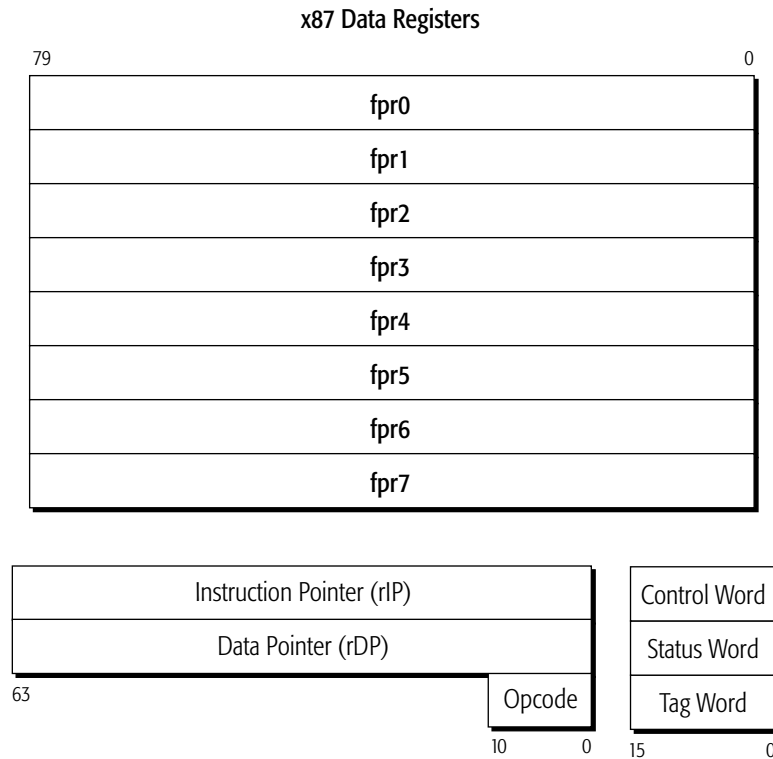 x87 Data Registers
79 0
fpr0
fpr1
fpr2
fpr3
fpr4
fpr5
fpr6
fpr7
Instruction Pointer (rIP)
Data Pointer (rDP)
63
Opcode
10 0
Control Word
Status Word
Tag Word
15 0